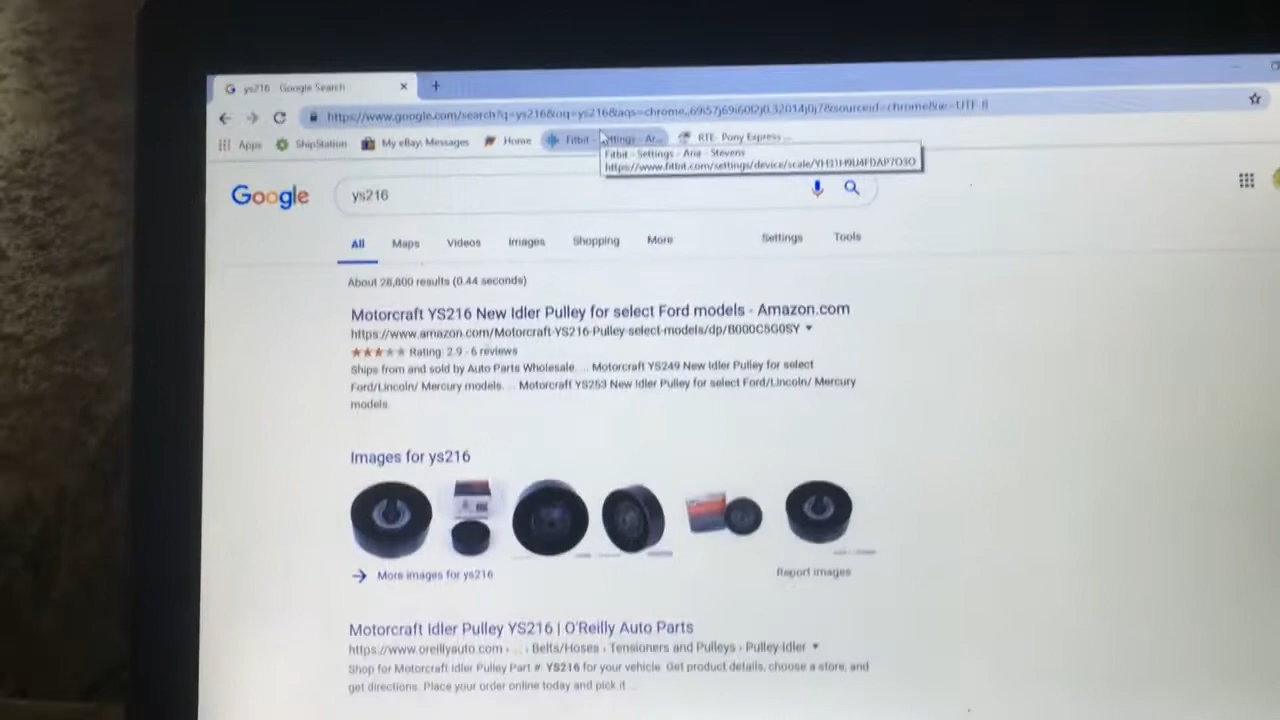 ys216 - Google Search
https://www.google.com/search?q=ys216&oq=ys216&aqs=chrome..69i57j69i60l2j0.32014j0j7&sourceid=chrome&ie=UTF-8
Apps ShipStation My eBay: Messages Home Fitbit - Settings - Ar... RTE- Pony Express ...
Fitbit - Settings - Aria - Stevens
https://www.fitbit.com/settings/device/scale/
Google ys216
All Maps Videos Images Shopping More Settings Tools
About 28,800 results (0.44 seconds)
Motorcraft YS216 New Idler Pulley for select Ford models - Amazon.com
https://www.amazon.com/Motorcraft-YS216-Pulley-select-models/dp/B000C5G0SY
Rating: 2.9 - 6 reviews
Ships from and sold by Auto Parts Wholesale. ... Motorcraft YS249 New Idler Pulley for select
Ford/Lincoln/ Mercury models. ... Motorcraft YS253 New Idler Pulley for select Ford/Lincoln/ Mercury
models.
Images for ys216
More images for ys216 Report images
Motorcraft Idler Pulley YS216 | O'Reilly Auto Parts
https://www.oreillyauto.com › ... › Belts/Hoses › Tensioners and Pulleys › Pulley-Idler
Shop for Motorcraft Idler Pulley Part #: YS216 for your vehicle. Get product details, choose a store, and
get directions. Place your order online today and pick it ...